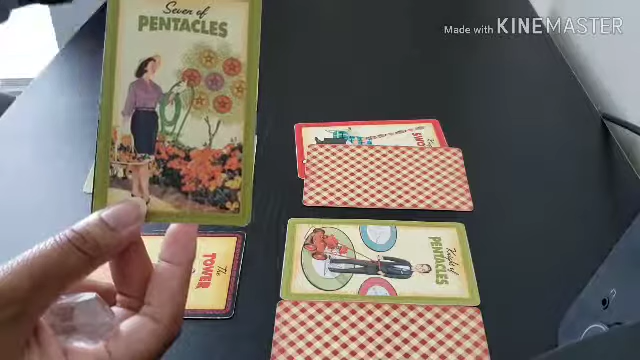 Made with KINEMASTER
Seven of
PENTACLES
The
TOWER
PENTACLES